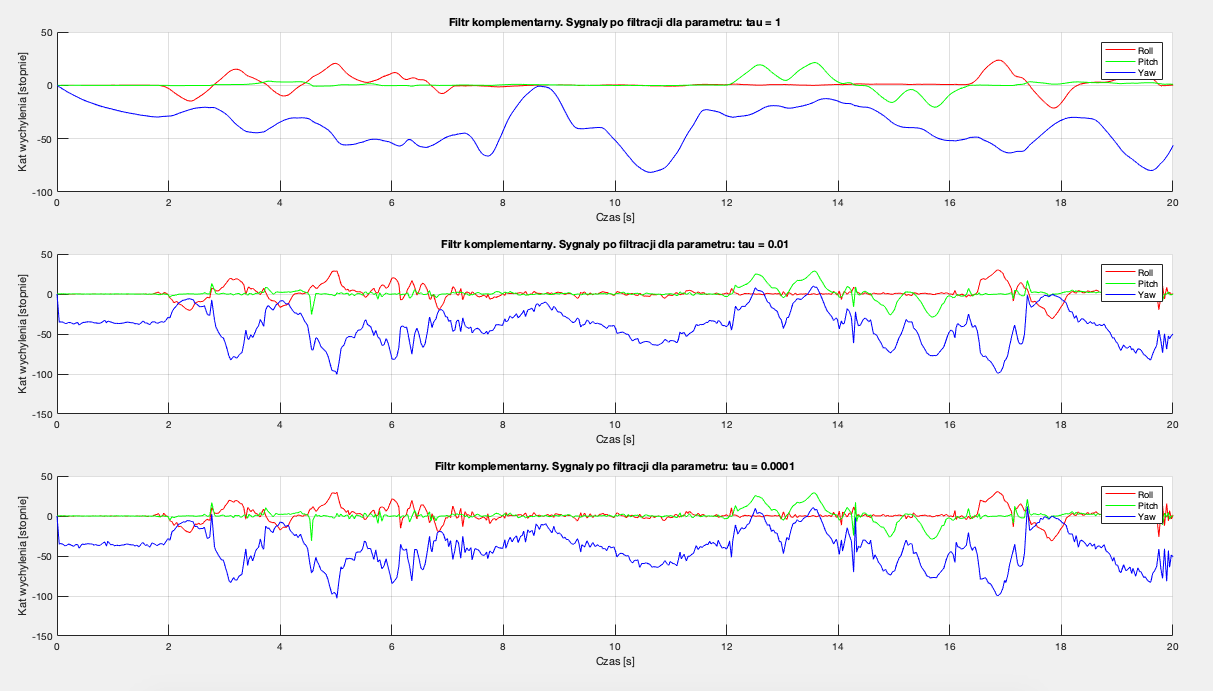 Filtr komplementarny. Sygnaly po filtracji dla parametru: tau = 1
Kat wychylenia [stopnie]
50
0
-50
-100
Roll
Pitch
Yaw
0 2 4 6 8 10 12 14 16 18 20
Czas [s]
Filtr komplementarny. Sygnaly po filtracji dla parametru: tau = 0.01
Kat wychylenia [stopnie]
50
0
-50
-100
-150
Roll
Pitch
Yaw
0 2 4 6 8 10 12 14 16 18 20
Czas [s]
Filtr komplementarny. Sygnaly po filtracji dla parametru: tau = 0.0001
Kat wychylenia [stopnie]
50
0
-50
-100
-150
Roll
Pitch
Yaw
0 2 4 6 8 10 12 14 16 18 20
Czas [s]